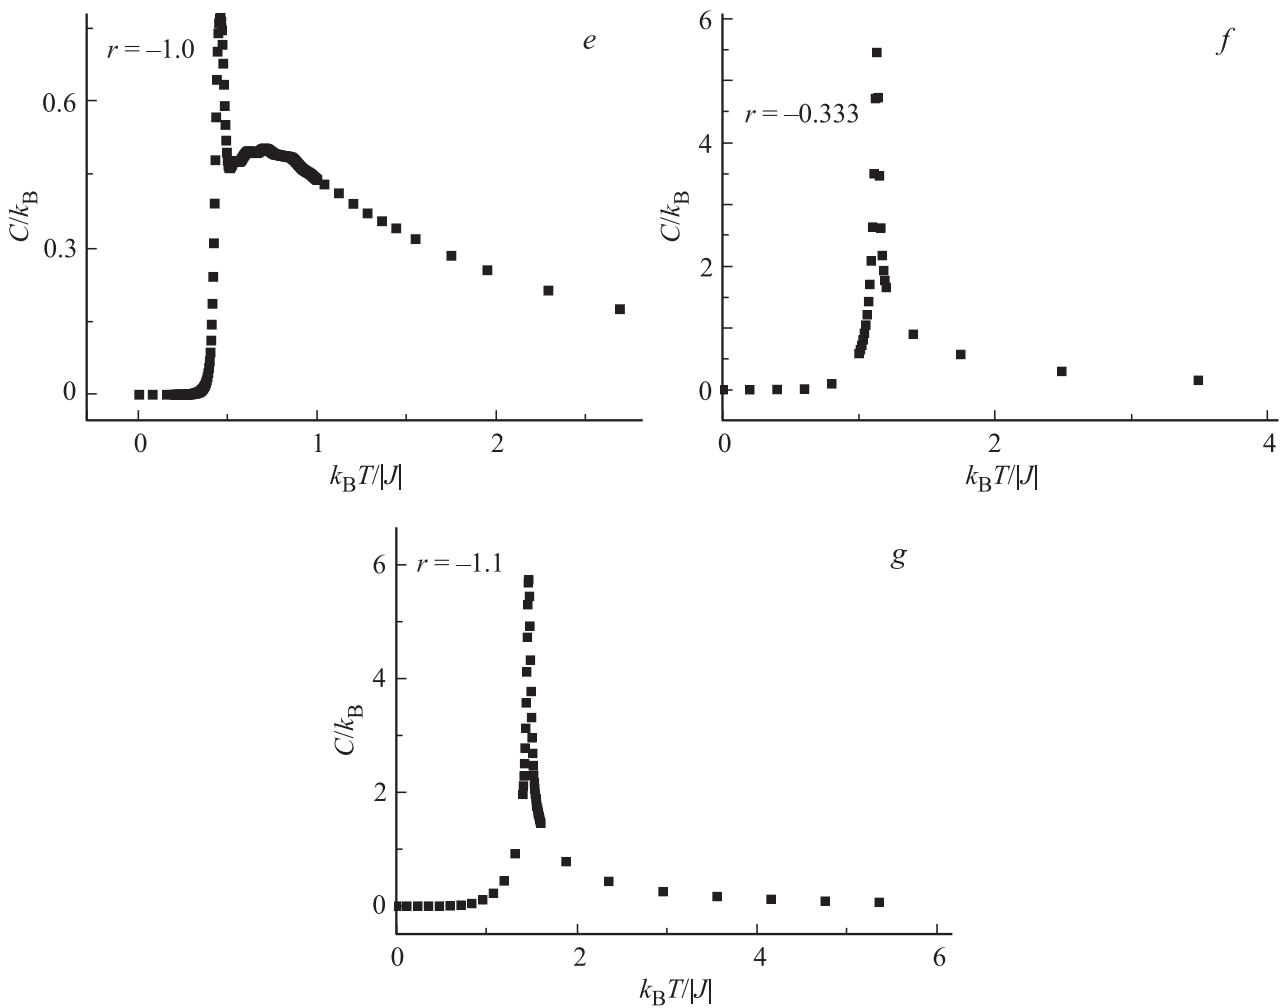 e
r = –1.0
0.6
0.3
0
C/kB
0
1
2
kBT/|J|
f
r = –0.333
6
4
2
0
C/kB
0
2
4
kBT/|J|
g
r = –1.1
6
4
2
0
C/kB
0
2
4
6
kBT/|J|